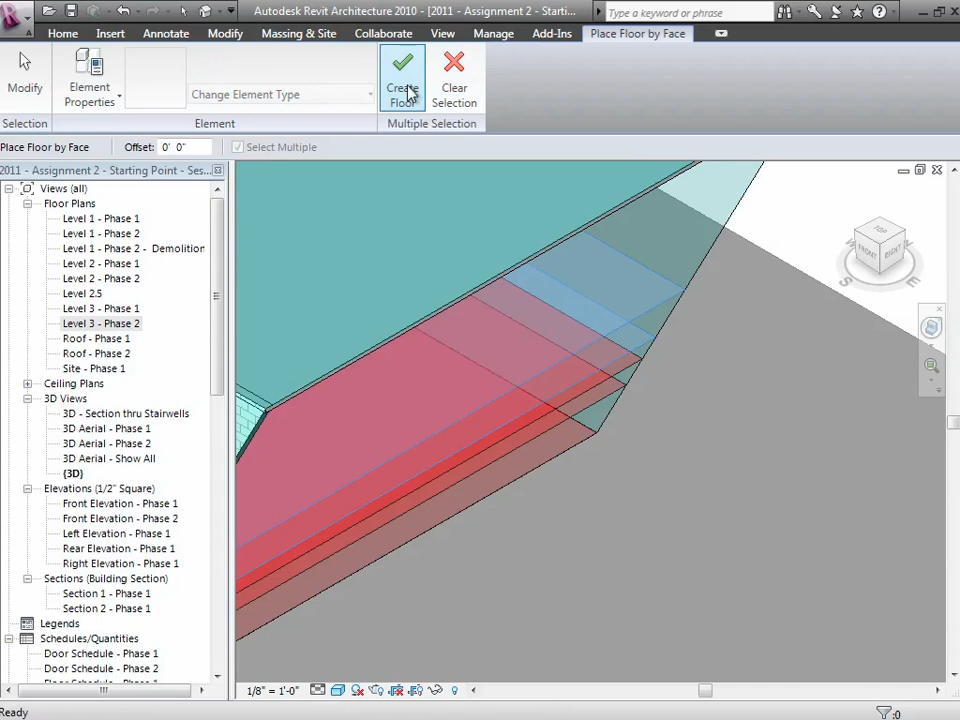 Autodesk Revit Architecture 2010 - [2011 - Assignment 2 - Starti...
Type a keyword or phrase
Home Insert Annotate Modify Massing & Site Collaborate View Manage Add-Ins Place Floor by Face
Modify
Element
Properties
Change Element Type
Create
Floor
Clear
Selection
Selection Element Multiple Selection
Place Floor by Face Offset: 0' 0" Select Multiple
2011 - Assignment 2 - Starting Point - Ses...
Views (all)
Floor Plans
Level 1 - Phase 1
Level 1 - Phase 2
Level 1 - Phase 2 - Demolition
Level 2 - Phase 1
Level 2 - Phase 2
Level 2.5
Level 3 - Phase 1
Level 3 - Phase 2
Roof - Phase 1
Roof - Phase 2
Site - Phase 1
Ceiling Plans
3D Views
3D - Section thru Stairwells
3D Aerial - Phase 1
3D Aerial - Phase 2
3D Aerial - Show All
{3D}
Elevations (1/2" Square)
Front Elevation - Phase 1
Front Elevation - Phase 2
Left Elevation - Phase 1
Rear Elevation - Phase 1
Right Elevation - Phase 1
Sections (Building Section)
Section 1 - Phase 1
Section 2 - Phase 1
Legends
Schedules/Quantities
Door Schedule - Phase 1
Door Schedule - Phase 2
TOP
FRONT
RIGHT
W
S
E
1/8" = 1'-0"
Ready
:0